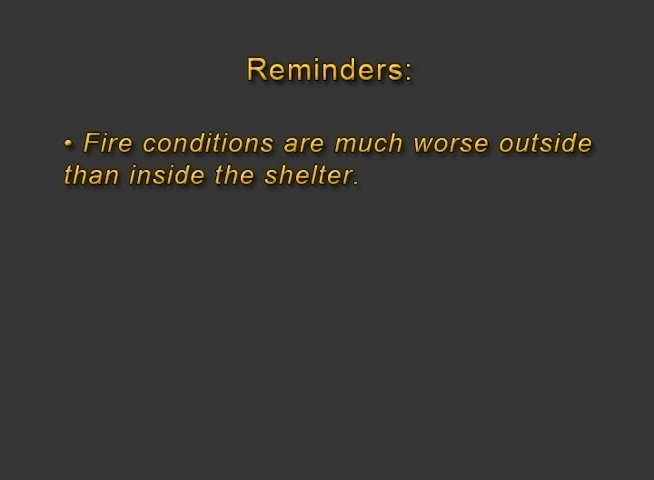 Reminders:
• Fire conditions are much worse outside
than inside the shelter.